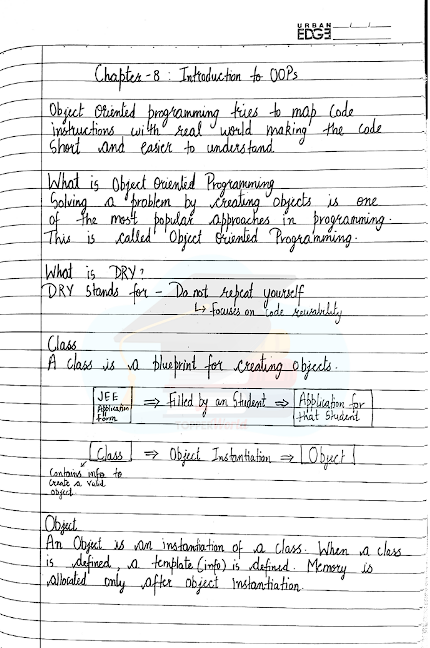 URBAN
EDGE
Chapter - 8 : Introduction to OOPs
Object Oriented programming tries to map code
instructions with real world making the code
short and easier to understand
What is Object Oriented Programming
Solving a problem by creating objects is one
of the most popular approaches in programming.
This is called Object Oriented Programming.
What is DRY?
DRY stands for - Do not repeat yourself
↳ focuses on code reusability
Class
A class is a blueprint for creating objects.
JEE Application form ⇒ Filled by an Student ⇒ Application for that Student
Class ⇒ Object Instantiation ⇒ Object
Contains info to
create a valid
object
Object
An Object is an instantiation of a class. When a class
is defined, a template (info) is defined. Memory is
allocated only after object instantiation